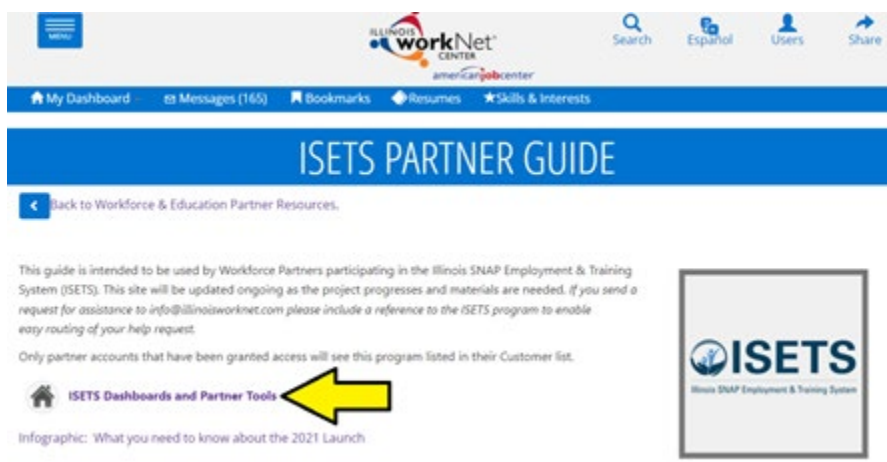 MENU
ILLINOIS
workNet®
CENTER
americanjobcenter
Search
Español
Users
Share
My Dashboard
Messages (165)
Bookmarks
Resumes
Skills & Interests
ISETS PARTNER GUIDE
Back to Workforce & Education Partner Resources.
This guide is intended to be used by Workforce Partners participating in the Illinois SNAP Employment & Training
System (ISETS). This site will be updated ongoing as the project progresses and materials are needed. If you send a
request for assistance to info@illinoisworknet.com please include a reference to the ISETS program to enable
easy routing of your help request.
Only partner accounts that have been granted access will see this program listed in their Customer list.
ISETS Dashboards and Partner Tools
Infographic: What you need to know about the 2021 Launch
ISETS
Illinois SNAP Employment & Training System